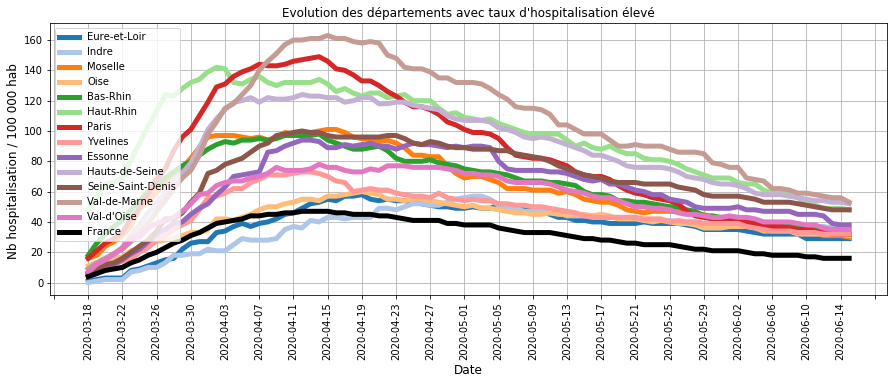 Evolution des départements avec taux d'hospitalisation élevé
Nb hospitalisation / 100 000 hab
160
140
120
100
80
60
40
20
0
Eure-et-Loir
Indre
Moselle
Oise
Bas-Rhin
Haut-Rhin
Paris
Yvelines
Essonne
Hauts-de-Seine
Seine-Saint-Denis
Val-de-Marne
Val-d'Oise
France
2020-03-18
2020-03-22
2020-03-26
2020-03-30
2020-04-03
2020-04-07
2020-04-11
2020-04-15
2020-04-19
2020-04-23
2020-04-27
2020-05-01
2020-05-05
2020-05-09
2020-05-13
2020-05-17
2020-05-21
2020-05-25
2020-05-29
2020-06-02
2020-06-06
2020-06-10
2020-06-14
Date